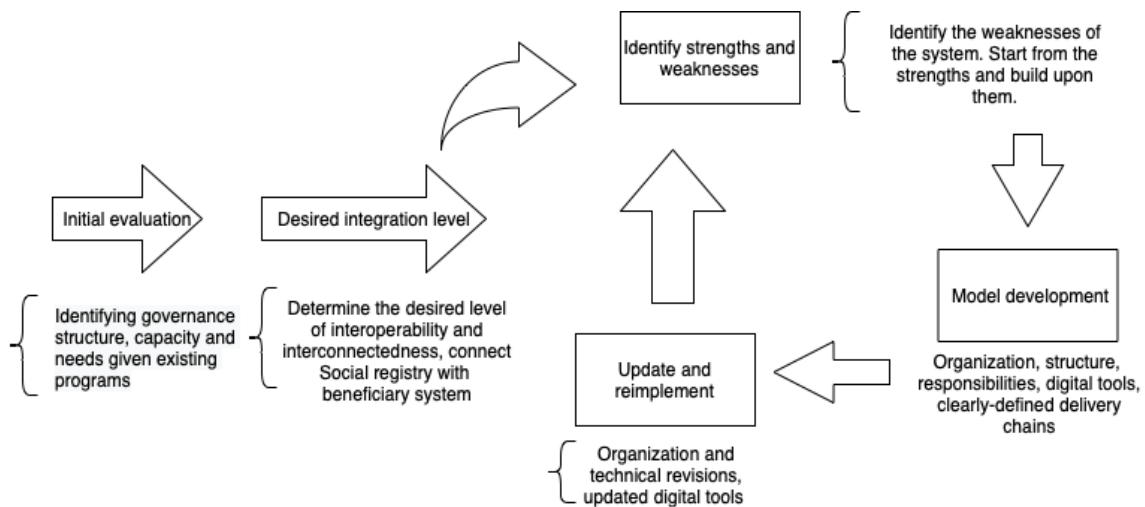 Initial evaluation
Identifying governance
structure, capacity and
needs given existing
programs
Desired integration level
Determine the desired level
of interoperability and
interconnectedness, connect
Social registry with
beneficiary system
Identify strengths and
weaknesses
Identify the weaknesses of
the system. Start from the
strengths and build upon
them.
Model development
Organization, structure,
responsibilities, digital tools,
clearly-defined delivery
chains
Update and
reimplement
Organization and
technical revisions,
updated digital tools